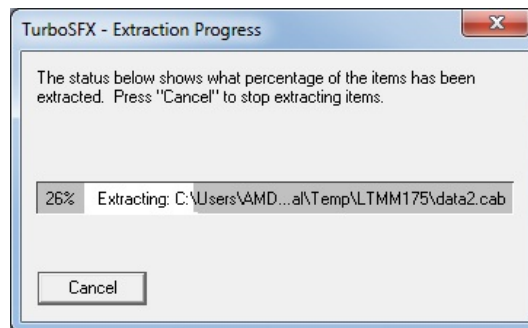 TurboSFX - Extraction Progress
The status below shows what percentage of the items has been
extracted. Press "Cancel" to stop extracting items.
26% Extracting: C:\Users\AMD...al\Temp\LTMM175\data2.cab
Cancel